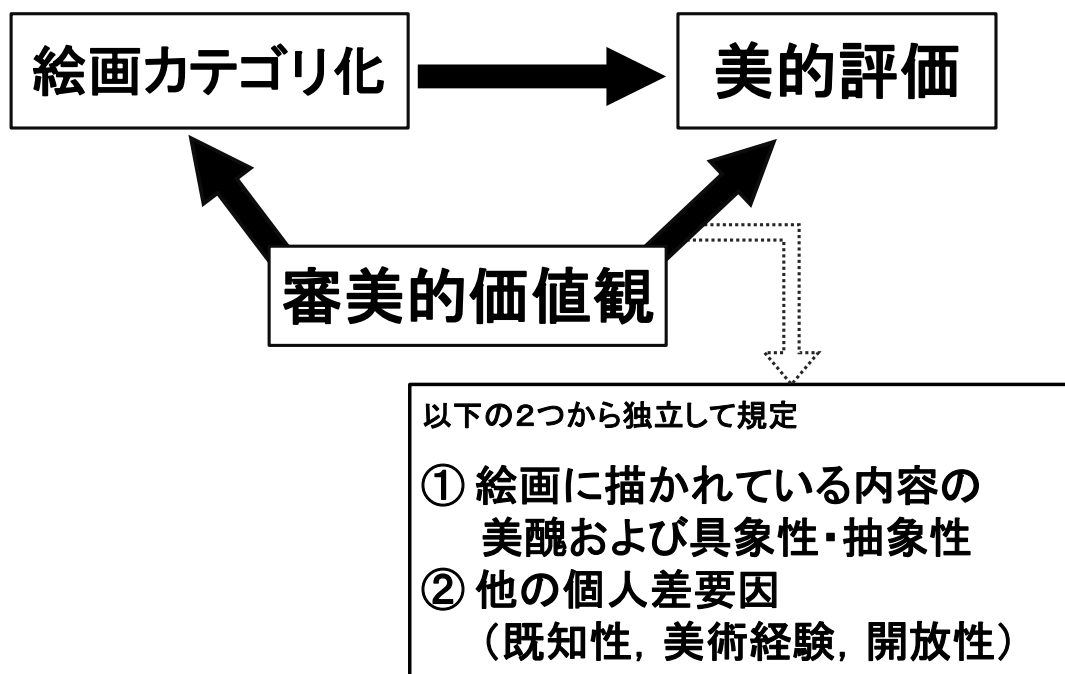 絵画カテゴリ化
美的評価
審美的価値観
以下の2つから独立して規定
① 絵画に描かれている内容の
美醜および具象性・抽象性
② 他の個人差要因
（既知性, 美術経験, 開放性）